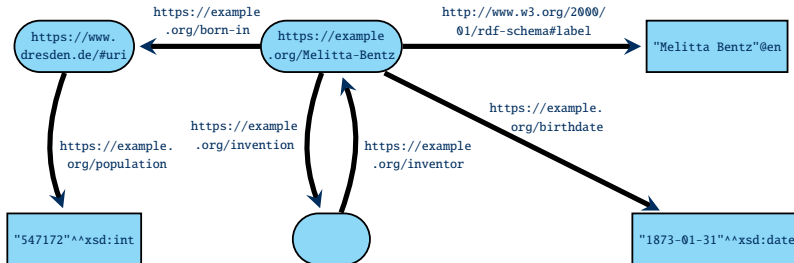 https://example
.org/born-in
http://www.w3.org/2000/
01/rdf-schema#label
https://www.
dresden.de/#uri
https://example
.org/Melitta-Bentz
"Melitta Bentz"@en
https://example.
org/population
https://example
.org/invention
https://example
.org/inventor
https://example.
org/birthdate
"547172"^^xsd:int
"1873-01-31"^^xsd:date